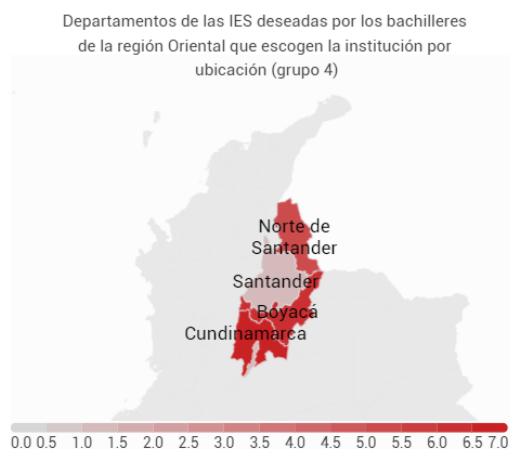 Departamentos de las IES deseadas por los bachilleres
de la región Oriental que escogen la institución por
ubicación (grupo 4)
Norte de
Santander
Santander
Boyacá
Cundinamarca
0.0 0.5 1.0 1.5 2.0 2.5 3.0 3.5 4.0 4.5 5.0 5.5 6.0 6.5 7.0